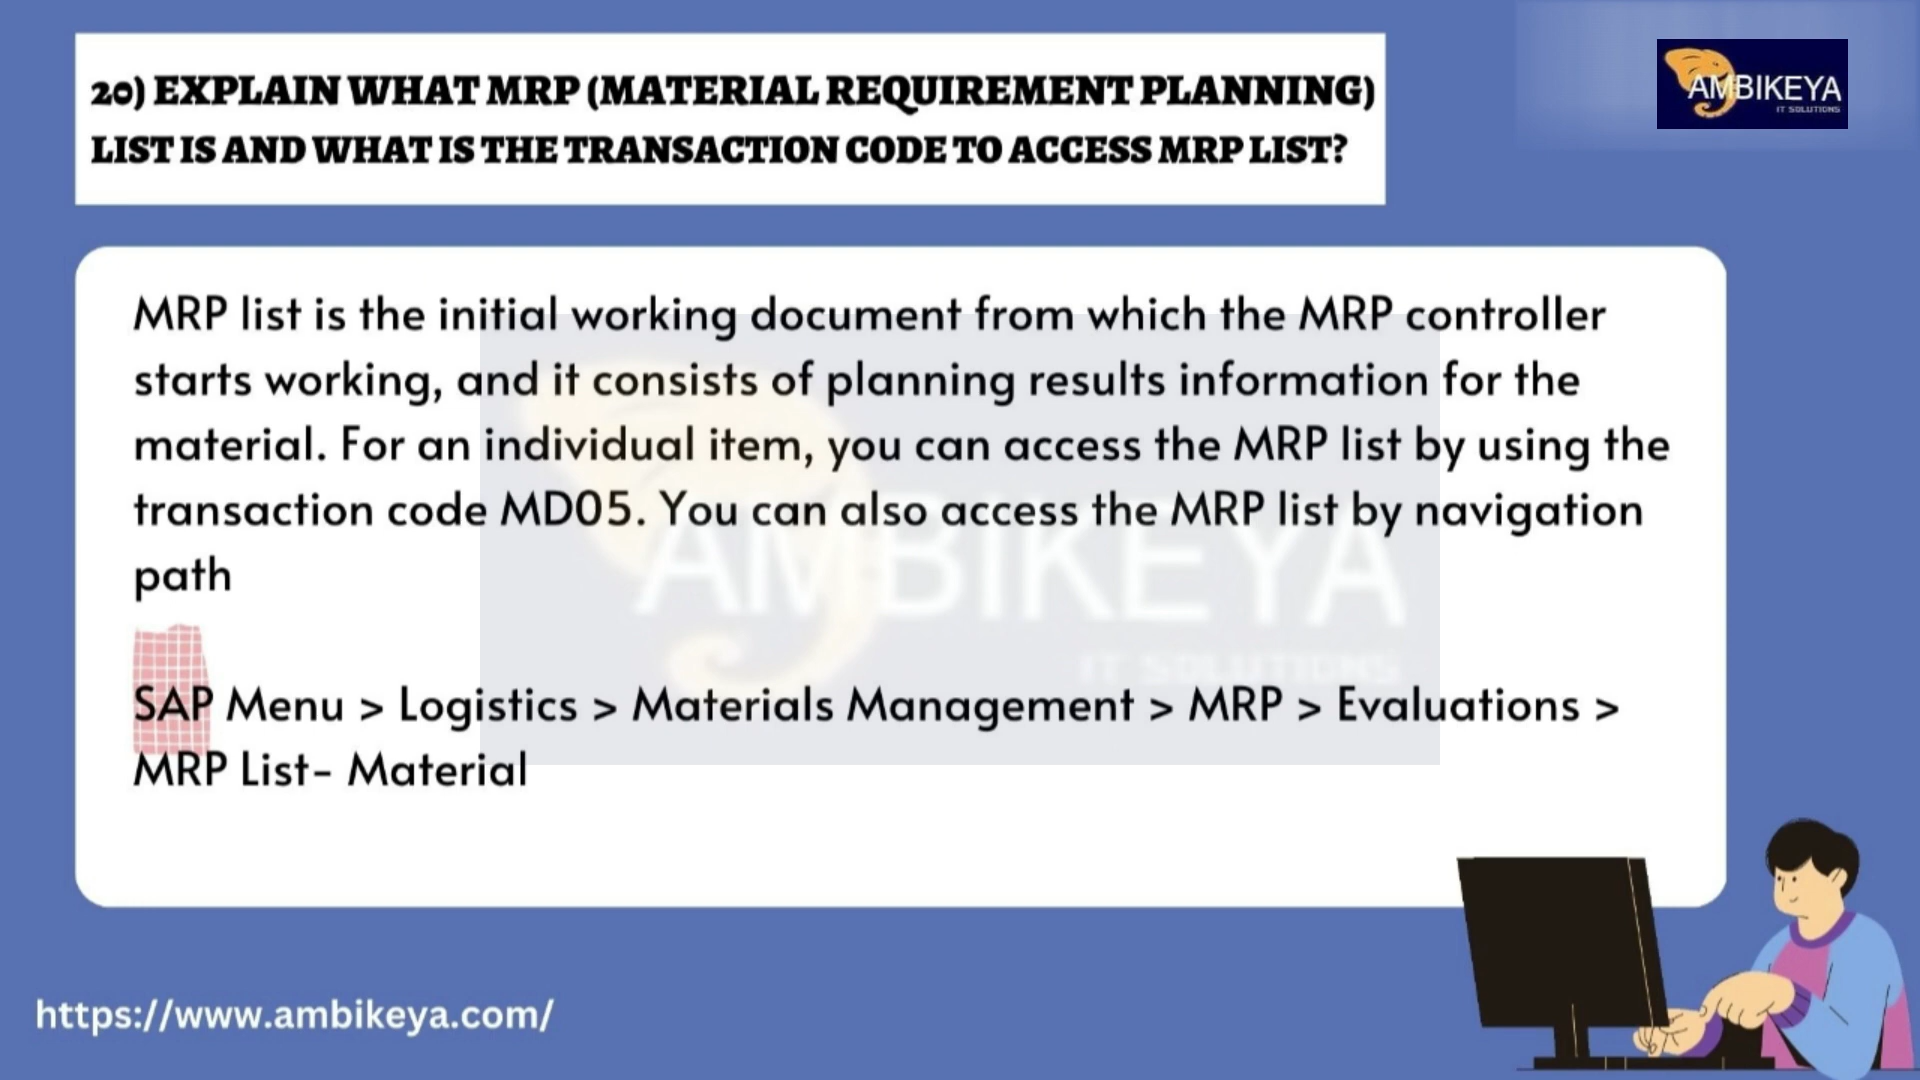 20) EXPLAIN WHAT MRP (MATERIAL REQUIREMENT PLANNING)
LIST IS AND WHAT IS THE TRANSACTION CODE TO ACCESS MRP LIST?
AMBIKEYA
IT SOLUTIONS
MRP list is the initial working document from which the MRP controller
starts working, and it consists of planning results information for the
material. For an individual item, you can access the MRP list by using the
transaction code MD05. You can also access the MRP list by navigation
path
AMBIKEYA
IT SOLUTIONS
SAP Menu > Logistics > Materials Management > MRP > Evaluations >
MRP List- Material
https://www.ambikeya.com/